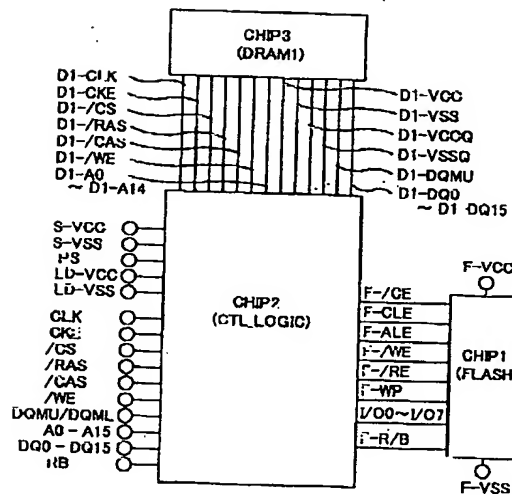 CHIP3
(DRAM1)
D1-CLK
D1-CKE
D1-/CS
D1-/RAS
D1-/CAS
D1-/WE
D1-A0
~ D1-A14
D1-VCC
D1-VSS
D1-VCCQ
D1-VSSQ
D1-DQMU
D1-DQ0
~ D1-DQ15
S-VCC
S-VSS
PS
LD-VCC
LD-VSS
CLK
CKE
/CS
/RAS
/CAS
/WE
DQMU/DQML
A0 - A15
DQ0 - DQ15
RB
CHIP2
(CTL_LOGIC)
F-/CE
F-CLE
F-ALE
F-/WE
F-/RE
F-WP
I/O0~I/O7
F-R/B
F-VCC
CHIP1
(FLASH
F-VSS